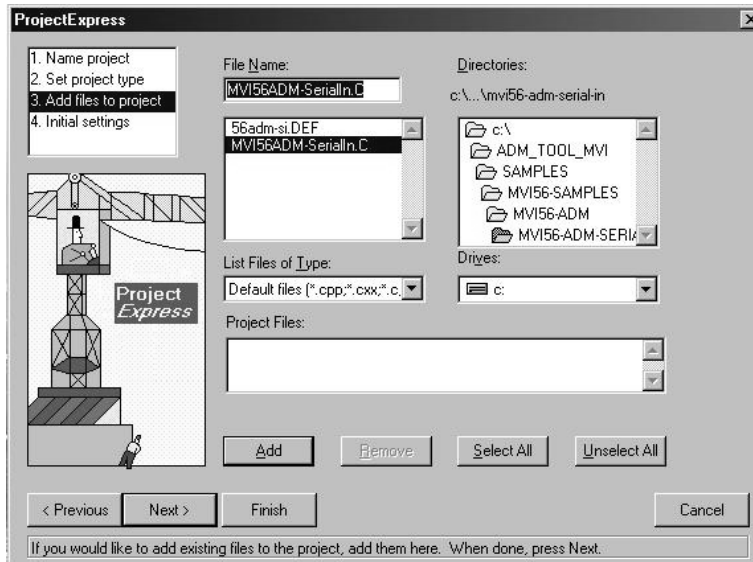 ProjectExpress
1. Name project
2. Set project type
3. Add files to project
4. Initial settings
Project
Express
File Name:
MVI56ADM-SerialIn.C
56adm-si.DEF
MVI56ADM-SerialIn.C
List Files of Type:
Default files (*.cpp;*.cxx;*.c,
Directories:
c:\...\mvi56-adm-serial-in
c:\
ADM_TOOL_MVI
SAMPLES
MVI56-SAMPLES
MVI56-ADM
MVI56-ADM-SERIA
Drives:
c:
Project Files:
Add
Remove
Select All
Unselect All
< Previous
Next >
Finish
Cancel
If you would like to add existing files to the project, add them here. When done, press Next.